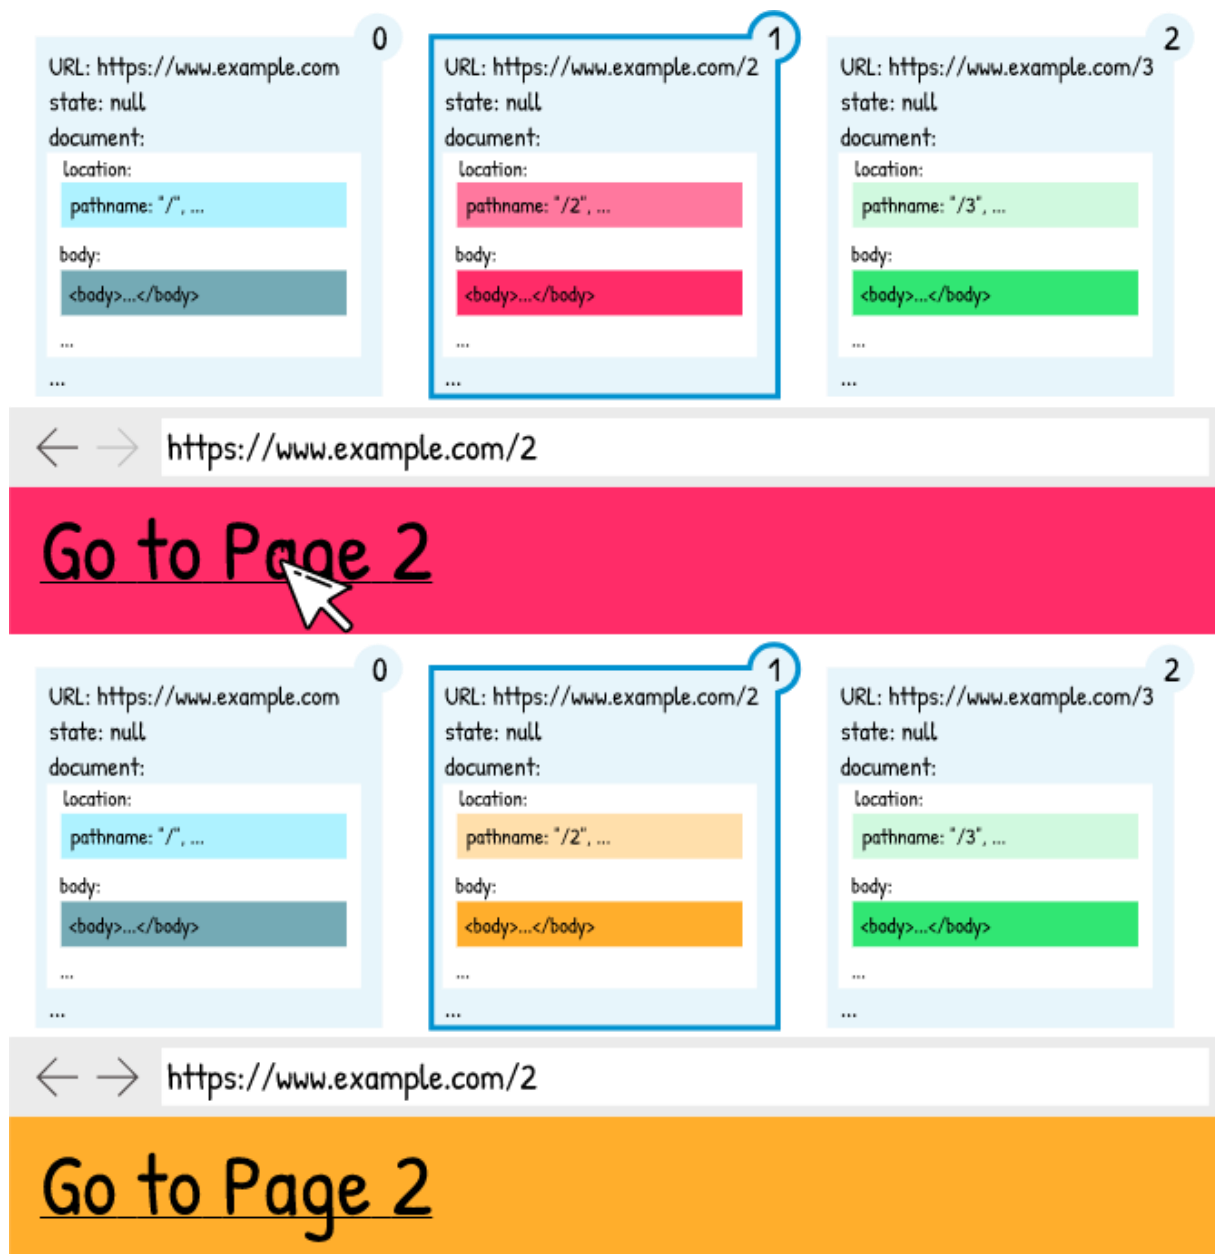 0
URL: https://www.example.com
state: null
document:
location:
pathname: "/", ...
body:
<body>...</body>
...
...
1
URL: https://www.example.com/2
state: null
document:
location:
pathname: "/2", ...
body:
<body>...</body>
...
...
2
URL: https://www.example.com/3
state: null
document:
location:
pathname: "/3", ...
body:
<body>...</body>
...
...
https://www.example.com/2
Go to Page 2
0
URL: https://www.example.com
state: null
document:
location:
pathname: "/", ...
body:
<body>...</body>
...
...
1
URL: https://www.example.com/2
state: null
document:
location:
pathname: "/2", ...
body:
<body>...</body>
...
...
2
URL: https://www.example.com/3
state: null
document:
location:
pathname: "/3", ...
body:
<body>...</body>
...
...
https://www.example.com/2
Go to Page 2